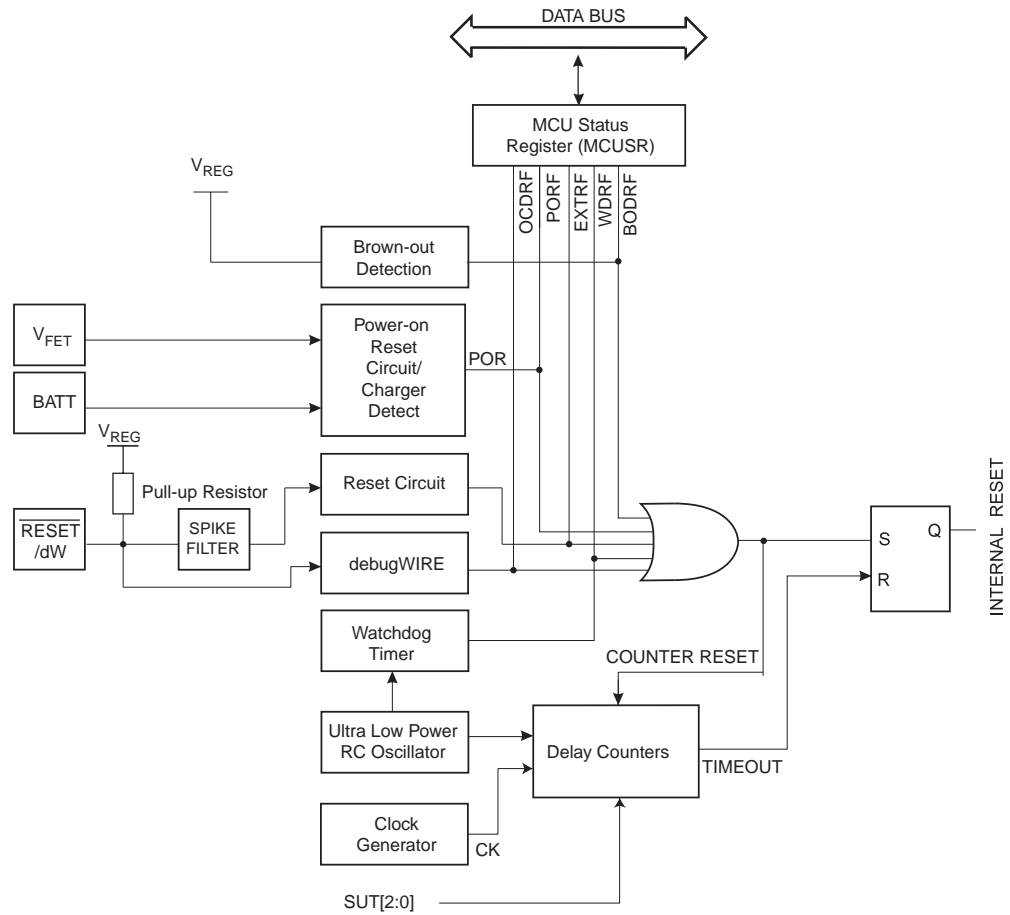 DATA BUS
MCU Status
Register (MCUSR)
OCDRF
PORF
EXTRF
WDRF
BODRF
VREG
Brown-out
Detection
VFET
BATT
Power-on
Reset
Circuit/
Charger
Detect
POR
VREG
Pull-up Resistor
RESET
/dW
SPIKE
FILTER
Reset Circuit
debugWIRE
Watchdog
Timer
S
R
Q
INTERNAL RESET
COUNTER RESET
Ultra Low Power
RC Oscillator
Delay Counters
TIMEOUT
Clock
Generator
CK
SUT[2:0]